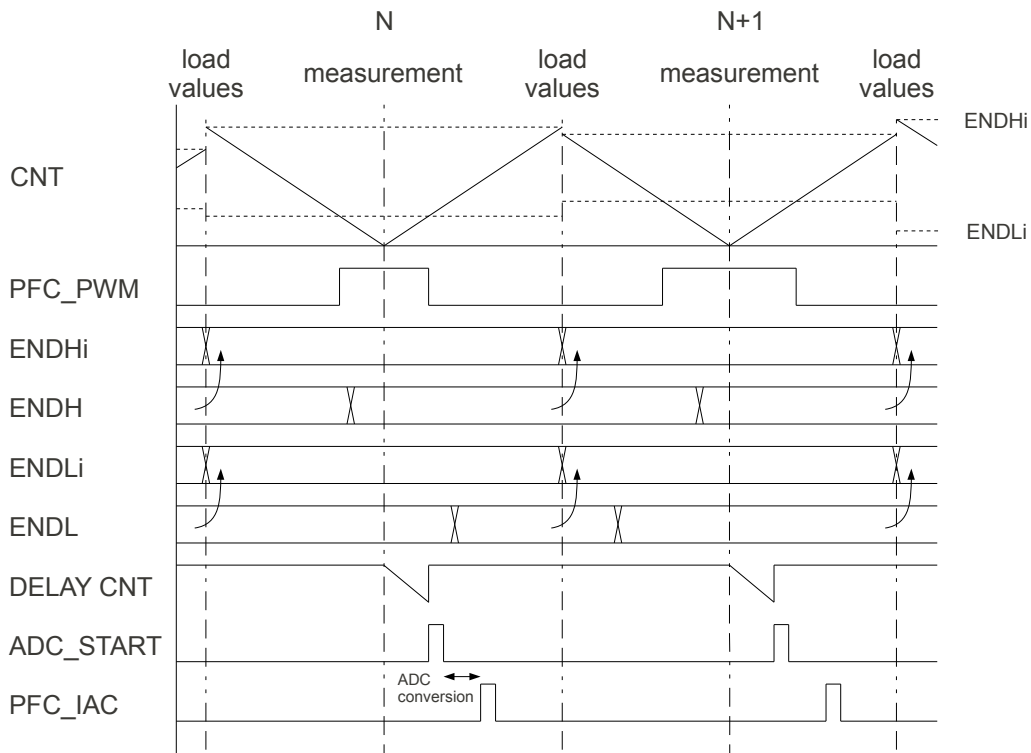 N
N+1
load
values
measurement
load
values
measurement
load
values
ENDHi
CNT
ENDLi
PFC_PWM
ENDHi
ENDH
ENDLi
ENDL
DELAY CNT
ADC_START
ADC
conversion
PFC_IAC